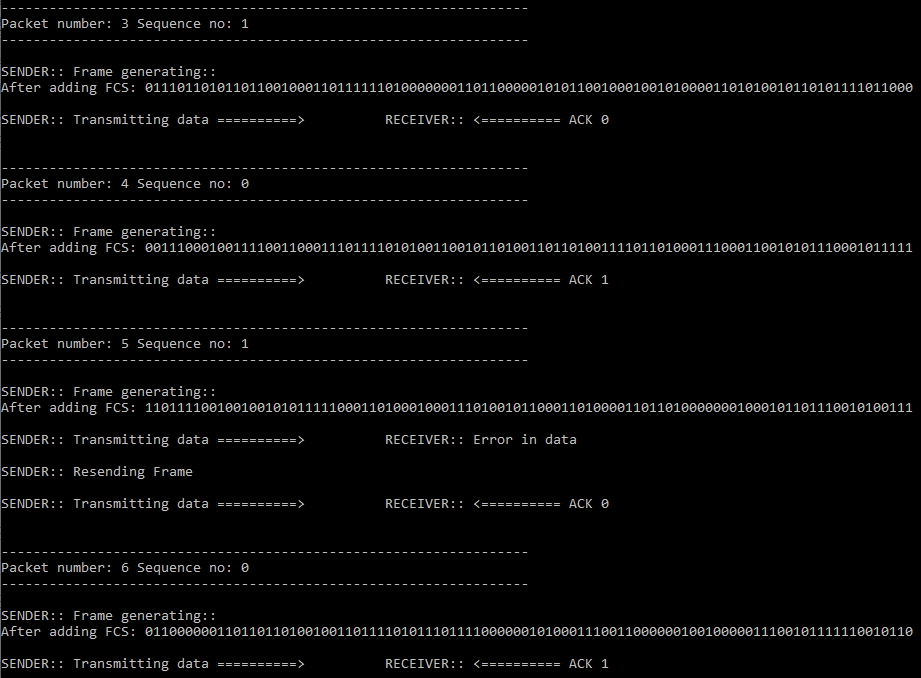 ------------------------------------------------------------------
Packet number: 3 Sequence no: 1
------------------------------------------------------------------
SENDER:: Frame generating::
After adding FCS: 011101101011011001000110111111010000000110110000010101100100010010100001101010010110101111011000
SENDER:: Transmitting data ==========>          RECEIVER:: <========== ACK 0
------------------------------------------------------------------
Packet number: 4 Sequence no: 0
------------------------------------------------------------------
SENDER:: Frame generating::
After adding FCS: 001110001001111001100011101111010100110010110100110110100111101101000111000110010101110001011111
SENDER:: Transmitting data ==========>          RECEIVER:: <========== ACK 1
------------------------------------------------------------------
Packet number: 5 Sequence no: 1
------------------------------------------------------------------
SENDER:: Frame generating::
After adding FCS: 110111100100100101011111000110100010001110100101100011010000110110100000001000101101110010100111
SENDER:: Transmitting data ==========>          RECEIVER:: Error in data
SENDER:: Resending Frame
SENDER:: Transmitting data ==========>          RECEIVER:: <========== ACK 0
------------------------------------------------------------------
Packet number: 6 Sequence no: 0
------------------------------------------------------------------
SENDER:: Frame generating::
After adding FCS: 011000000110110110100100110111101011101111000000101000111001100000010010000011100101111110010110
SENDER:: Transmitting data ==========>          RECEIVER:: <========== ACK 1